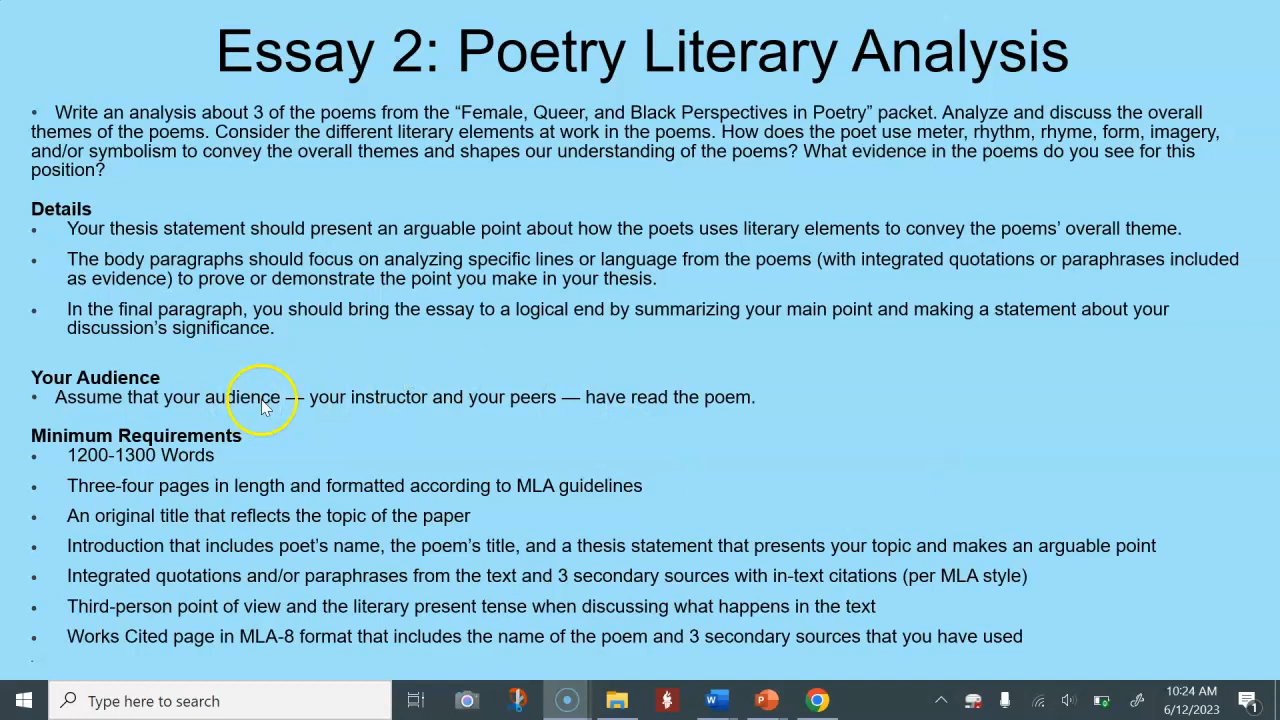 Essay 2: Poetry Literary Analysis
• Write an analysis about 3 of the poems from the “Female, Queer, and Black Perspectives in Poetry” packet. Analyze and discuss the overall
themes of the poems. Consider the different literary elements at work in the poems. How does the poet use meter, rhythm, rhyme, form, imagery,
and/or symbolism to convey the overall themes and shapes our understanding of the poems? What evidence in the poems do you see for this
position?
Details
• Your thesis statement should present an arguable point about how the poets uses literary elements to convey the poems’ overall theme.
• The body paragraphs should focus on analyzing specific lines or language from the poems (with integrated quotations or paraphrases included
as evidence) to prove or demonstrate the point you make in your thesis.
• In the final paragraph, you should bring the essay to a logical end by summarizing your main point and making a statement about your
discussion’s significance.
Your Audience
• Assume that your audience — your instructor and your peers — have read the poem.
Minimum Requirements
• 1200-1300 Words
• Three-four pages in length and formatted according to MLA guidelines
• An original title that reflects the topic of the paper
• Introduction that includes poet’s name, the poem’s title, and a thesis statement that presents your topic and makes an arguable point
• Integrated quotations and/or paraphrases from the text and 3 secondary sources with in-text citations (per MLA style)
• Third-person point of view and the literary present tense when discussing what happens in the text
• Works Cited page in MLA-8 format that includes the name of the poem and 3 secondary sources that you have used
Type here to search
10:24 AM
6/12/2023
1